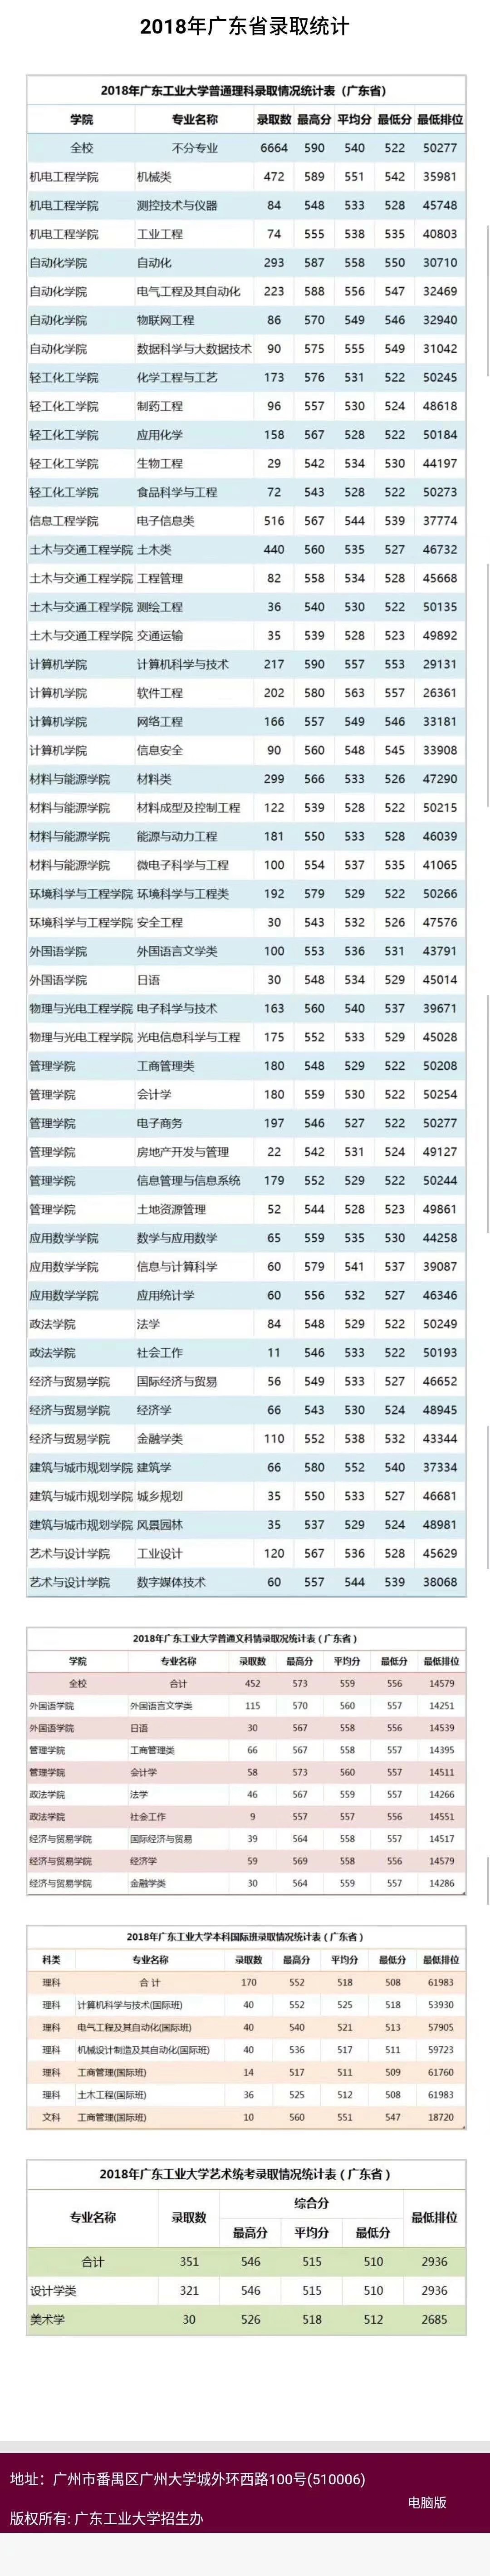 2018年广东省录取统计
2018年广东工业大学普通理科录取情况统计表（广东省）
学院 专业名称 录取数 最高分 平均分 最低分 最低排位
全校 不分专业 6664 590 540 522 50277
机电工程学院 机械类 472 589 551 542 35981
机电工程学院 测控技术与仪器 84 548 533 528 45748
机电工程学院 工业工程 74 555 538 535 40803
自动化学院 自动化 293 587 558 550 30710
自动化学院 电气工程及其自动化 223 588 556 547 32469
自动化学院 物联网工程 86 570 549 546 32940
自动化学院 数据科学与大数据技术 90 575 555 549 31042
轻工化工学院 化学工程与工艺 173 576 531 522 50245
轻工化工学院 制药工程 96 557 530 524 48618
轻工化工学院 应用化学 158 567 528 522 50184
轻工化工学院 生物工程 29 542 534 530 44197
轻工化工学院 食品科学与工程 72 543 528 522 50273
信息工程学院 电子信息类 516 567 544 539 37774
土木与交通工程学院 土木类 440 560 535 527 46732
土木与交通工程学院 工程管理 82 558 534 528 45668
土木与交通工程学院 测绘工程 36 540 530 522 50135
土木与交通工程学院 交通运输 35 539 528 523 49892
计算机学院 计算机科学与技术 217 590 557 553 29131
计算机学院 软件工程 202 580 563 557 26361
计算机学院 网络工程 166 557 549 546 33181
计算机学院 信息安全 90 560 548 545 33908
材料与能源学院 材料类 299 566 533 526 47290
材料与能源学院 材料成型及控制工程 122 539 528 522 50215
材料与能源学院 能源与动力工程 181 550 533 528 46039
材料与能源学院 微电子科学与工程 100 554 537 535 41065
环境科学与工程学院 环境科学与工程类 192 579 529 522 50266
环境科学与工程学院 安全工程 30 543 532 526 47576
外国语学院 外国语言文学类 100 553 536 531 43791
外国语学院 日语 30 548 534 529 45014
物理与光电工程学院 电子科学与技术 163 560 540 537 39671
物理与光电工程学院 光电信息科学与工程 175 552 533 529 45028
管理学院 工商管理类 180 548 529 522 50208
管理学院 会计学 180 559 530 522 50254
管理学院 电子商务 197 546 527 522 50277
管理学院 房地产开发与管理 22 542 531 524 49127
管理学院 信息管理与信息系统 179 552 529 522 50244
管理学院 土地资源管理 52 544 528 523 49861
应用数学学院 数学与应用数学 65 559 535 530 44258
应用数学学院 信息与计算科学 60 579 541 537 39087
应用数学学院 应用统计学 60 556 532 527 46346
政法学院 法学 84 548 529 522 50249
政法学院 社会工作 11 546 533 522 50193
经济与贸易学院 国际经济与贸易 56 549 533 527 46652
经济与贸易学院 经济学 66 543 530 524 48945
经济与贸易学院 金融学类 110 552 538 532 43344
建筑与城市规划学院 建筑学 66 580 552 540 37334
建筑与城市规划学院 城乡规划 35 550 533 527 46681
建筑与城市规划学院 风景园林 35 537 529 524 48981
艺术与设计学院 工业设计 120 567 536 528 45629
艺术与设计学院 数字媒体技术 60 557 544 539 38068
2018年广东工业大学普通文科情录取况统计表（广东省）
学院 专业名称 录取数 最高分 平均分 最低分 最低排位
全校 合计 452 573 559 556 14579
外国语学院 外国语言文学类 115 570 560 557 14251
外国语学院 日语 30 567 558 556 14539
管理学院 工商管理类 66 567 558 557 14395
管理学院 会计学 58 573 560 557 14511
政法学院 法学 46 567 559 557 14266
政法学院 社会工作 9 557 557 556 14551
经济与贸易学院 国际经济与贸易 39 564 558 557 14517
经济与贸易学院 经济学 59 569 558 556 14579
经济与贸易学院 金融学类 30 564 559 557 14286
2018年广东工业大学本科国际班录取情况统计表（广东省）
科类 专业名称 录取数 最高分 平均分 最低分 最低排位
理科 合 计 170 552 518 508 61983
理科 计算机科学与技术(国际班) 40 552 525 518 53930
理科 电气工程及其自动化(国际班) 40 540 521 513 57905
理科 机械设计制造及其自动化(国际班) 40 536 517 511 59723
理科 工商管理(国际班) 14 517 511 509 61760
理科 土木工程(国际班) 36 525 512 508 61983
文科 工商管理(国际班) 10 560 551 547 18720
2018年广东工业大学艺术统考录取情况统计表（广东省）
专业名称 录取数 综合分 最低排位
最高分 平均分 最低分
合计 351 546 515 510 2936
设计学类 321 546 515 510 2936
美术学 30 526 518 512 2685
地址：广州市番禺区广州大学城外环西路100号(510006)
电脑版
版权所有: 广东工业大学招生办